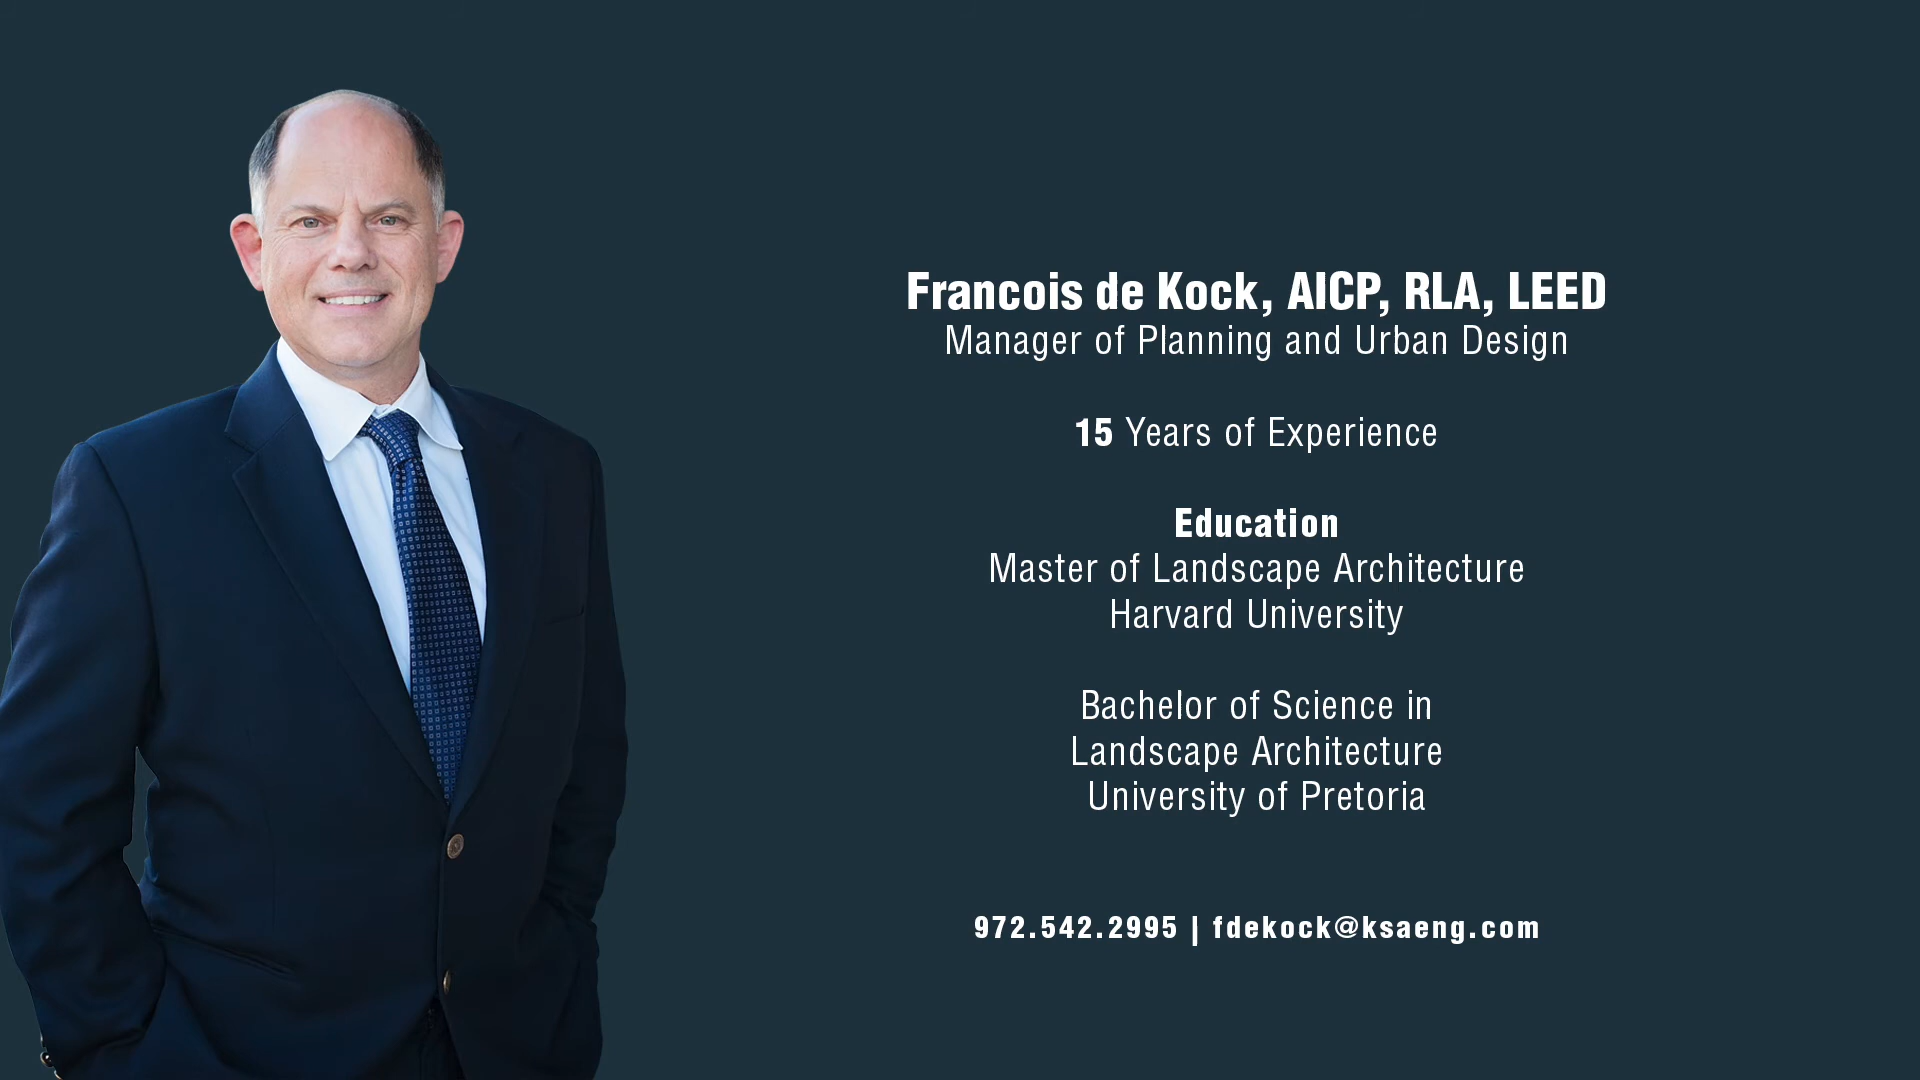 Francois de Kock, AICP, RLA, LEED
Manager of Planning and Urban Design
15 Years of Experience
Education
Master of Landscape Architecture
Harvard University
Bachelor of Science in
Landscape Architecture
University of Pretoria
972.542.2995 | fdekock@ksaeng.com